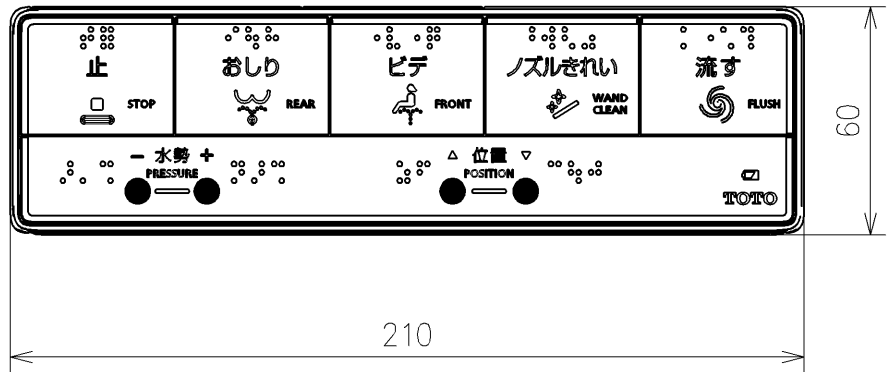 止
STOP
おしり
REAR
ビデ
FRONT
ノズルきれい
WAND
CLEAN
流す
FLUSH
− 水勢 +
PRESSURE
△ 位置 ▽
POSITION
TOTO
60
210